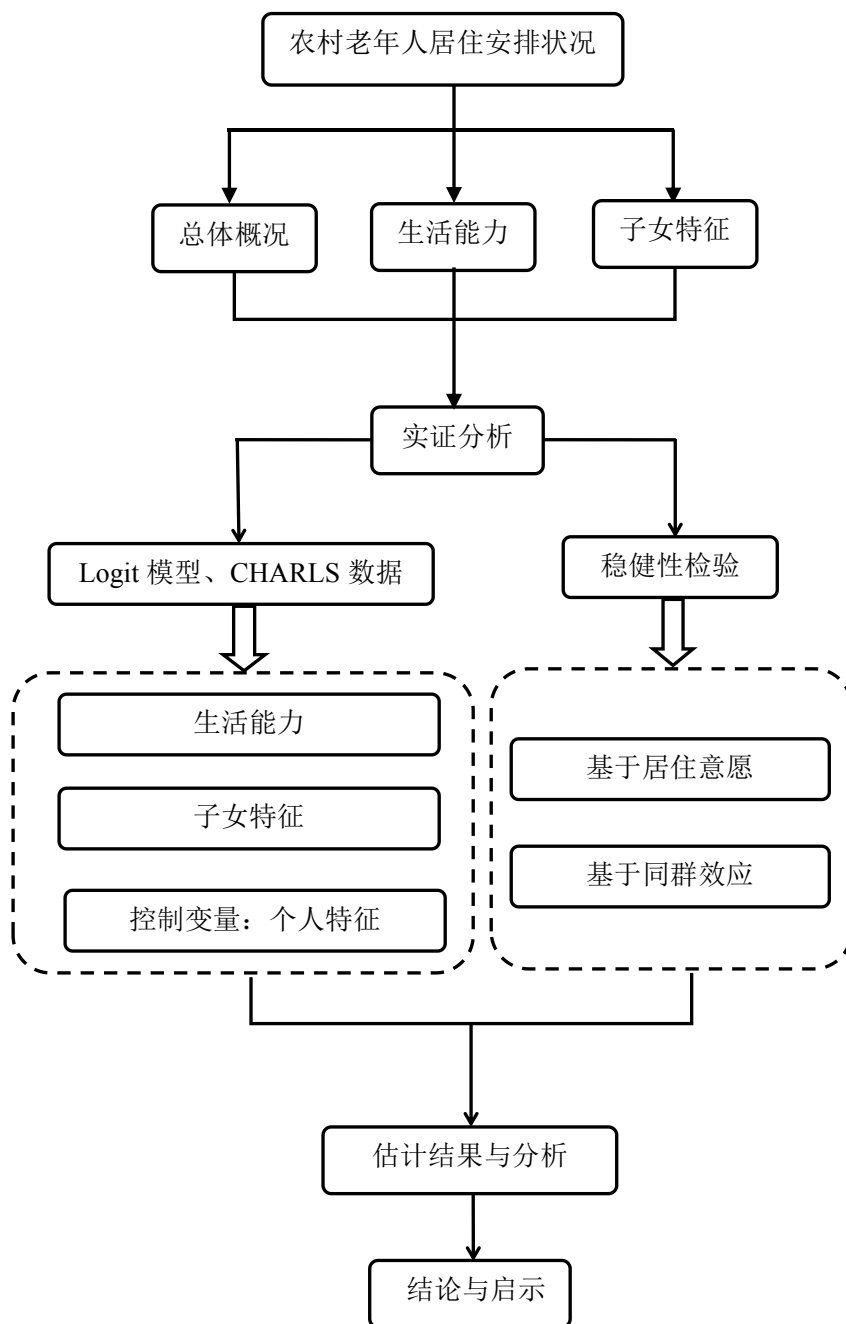 农村老年人居住安排状况
总体概况
生活能力
子女特征
实证分析
Logit 模型、CHARLS 数据
稳健性检验
生活能力
子女特征
控制变量：个人特征
基于居住意愿
基于同群效应
估计结果与分析
结论与启示